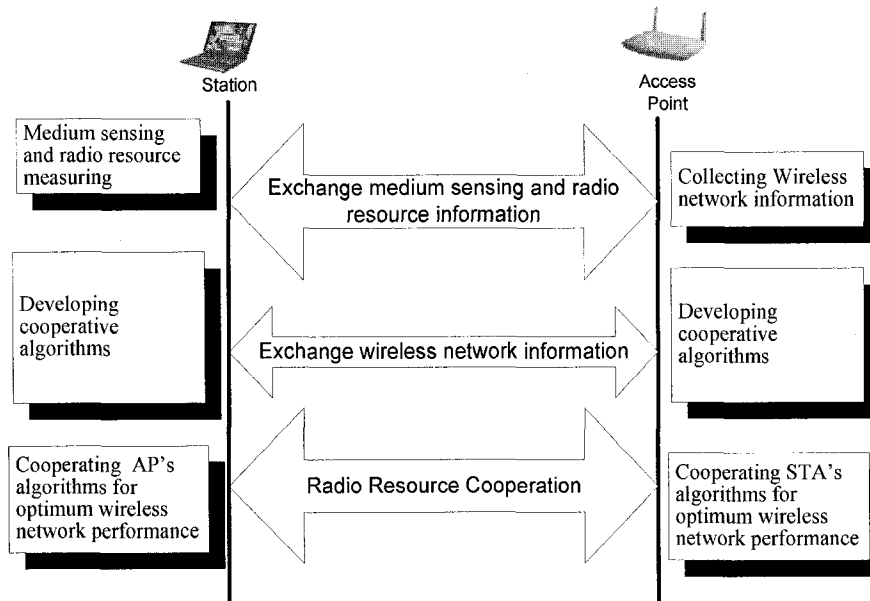 Station
Access
Point
Medium sensing
and radio resource
measuring
Exchange medium sensing and radio
resource information
Collecting Wireless
network information
Developing
cooperative
algorithms
Exchange wireless network information
Developing
cooperative
algorithms
Cooperating AP's
algorithms for
optimum wireless
network performance
Radio Resource Cooperation
Cooperating STA's
algorithms for
optimum wireless
network performance